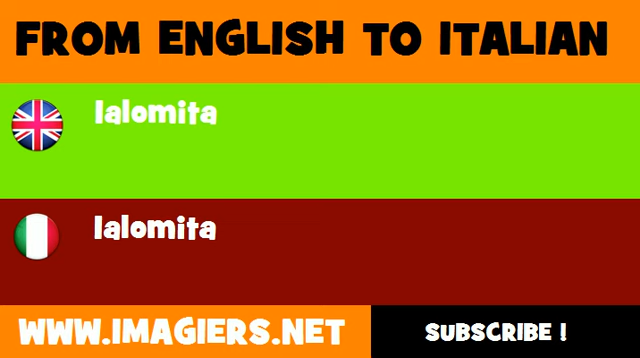 FROM ENGLISH TO ITALIAN
Ialomita
Ialomita
WWW.IMAGIERS.NET
SUBSCRIBE !